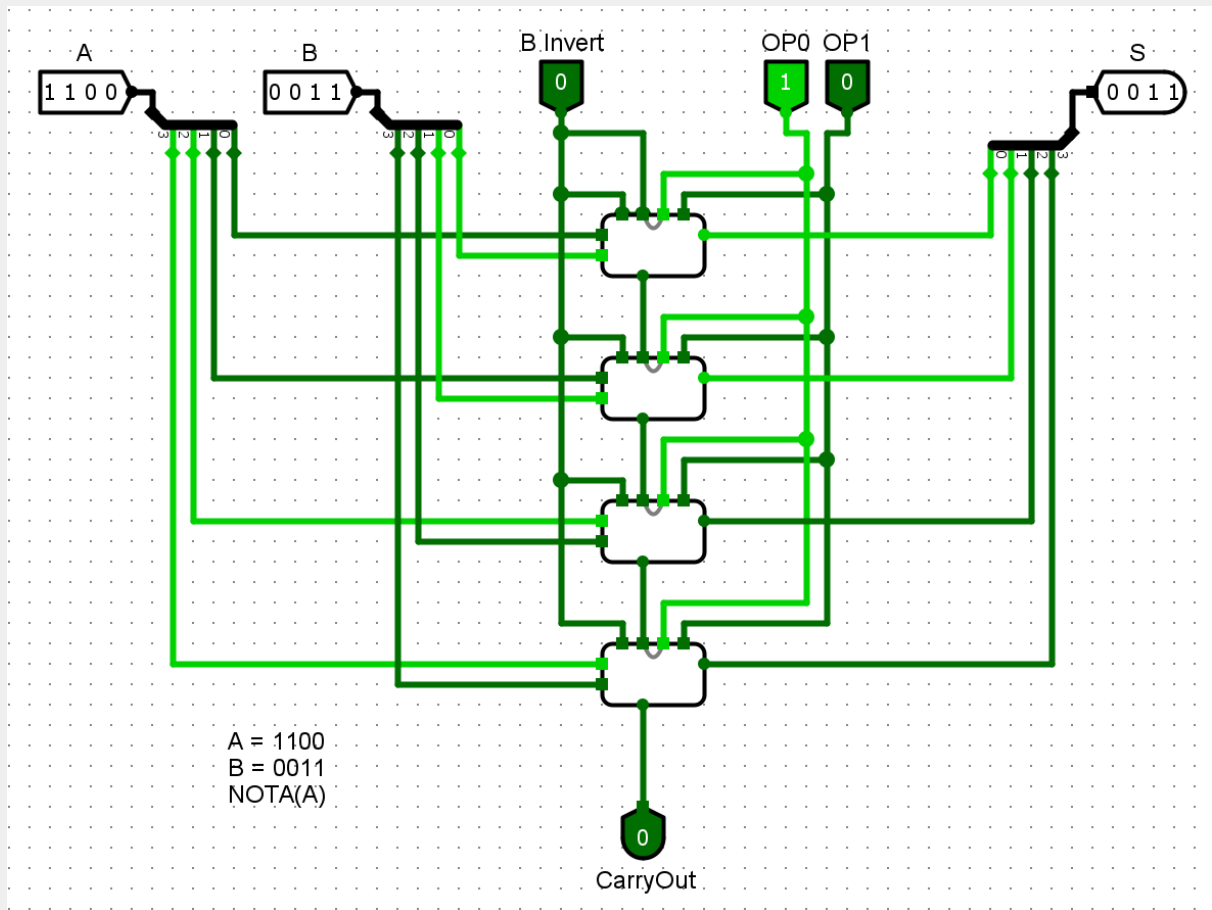 A B B Invert OP0 OP1 S
1 1 0 0 0 0 1 1 0 1 0 0 0 1 1
3 2 1 0 3 2 1 0 0 1 2 3
A = 1100
B = 0011
NOTA(A)
0
CarryOut